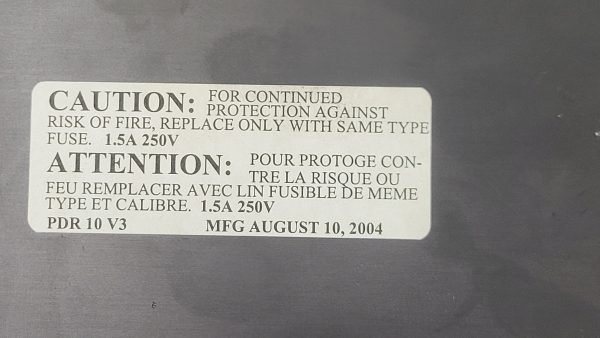 CAUTION: FOR CONTINUED
PROTECTION AGAINST
RISK OF FIRE, REPLACE ONLY WITH SAME TYPE
FUSE. 1.5A 250V
ATTENTION: POUR PROTOGE CON-
TRE LA RISQUE OU
FEU REMPLACER AVEC LIN FUSIBLE DE MEME
TYPE ET CALIBRE. 1.5A 250V
PDR 10 V3 MFG AUGUST 10, 2004